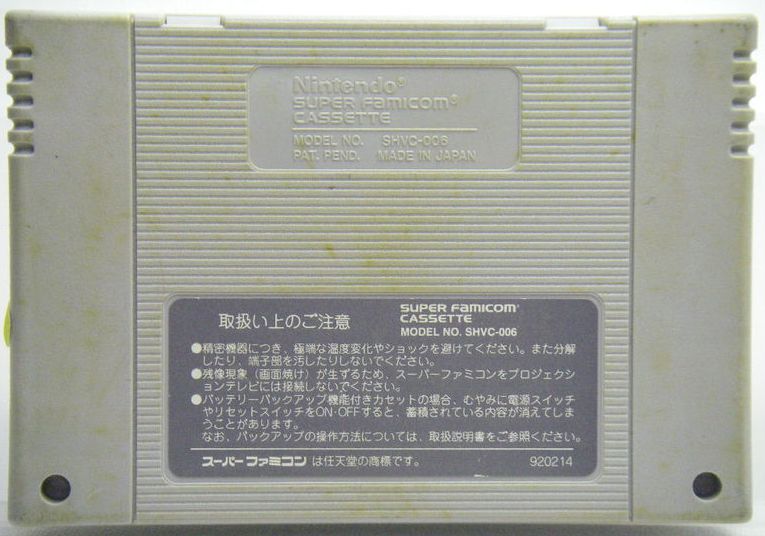 Nintendo®
SUPER FAMICOM®
CASSETTE
MODEL NO. SHVC-006
PAT. PEND. MADE IN JAPAN
取扱い上のご注意
SUPER FAMICOM®
CASSETTE
MODEL NO. SHVC-006
●精密機器につき、極端な温度変化やショックを避けてください。また分解
したり、端子部を汚したりしないでください。
●残像現象（画面焼け）が生ずるため、スーパーファミコンをプロジェクシ
ョンテレビには接続しないでください。
●バッテリーバックアップ機能付きカセットの場合、むやみに電源スイッチ
やリセットスイッチをON・OFFすると、蓄積されている内容が消えてしま
うことがあります。
なお、バックアップの操作方法については、取扱説明書をご参照ください。
スーパーファミコンは任天堂の商標です。 920214